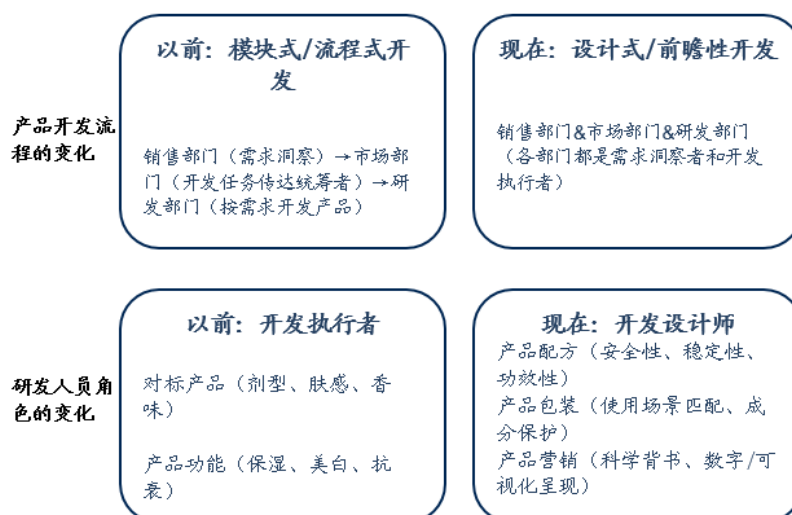 以前：模块式/流程式开
发
现在：设计式/前瞻性开发
产品开发流
程的变化
销售部门（需求洞察）→市场部
门（开发任务传达统筹者）→研
发部门（按需求开发产品）
销售部门&市场部门&研发部门
（各部门都是需求洞察者和开发
执行者）
研发人员角
色的变化
以前：开发执行者
对标产品（剂型、肤感、香
味）
产品功能（保湿、美白、抗
衰）
现在：开发设计师
产品配方（安全性、稳定性、
功效性）
产品包装（使用场景匹配、成
分保护）
产品营销（科学背书、数字/可
视化呈现）